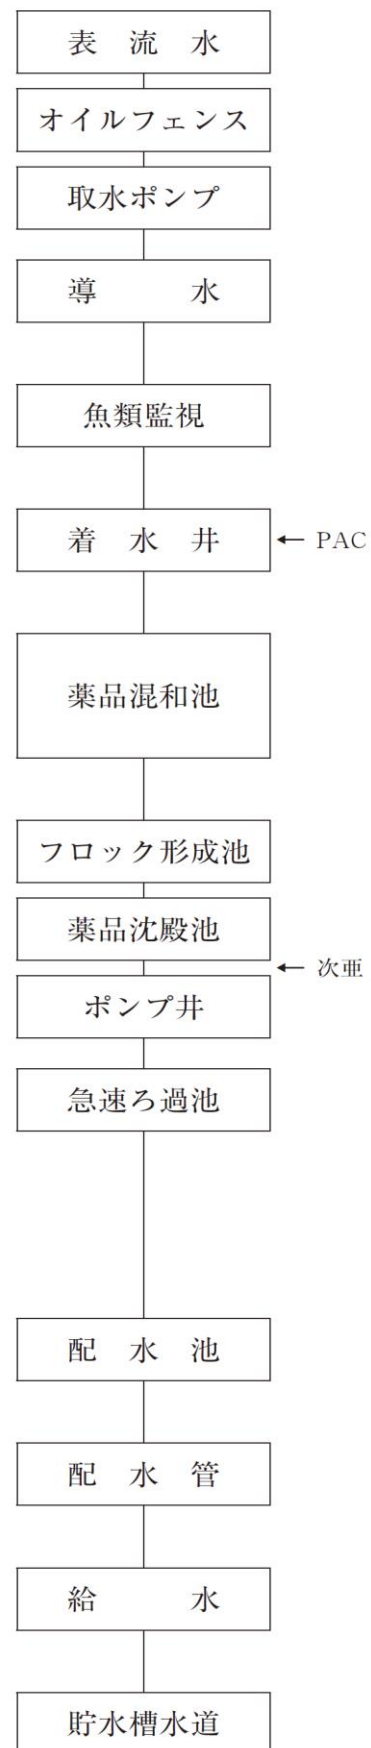 表流水
オイルフェンス
取水ポンプ
導水
魚類監視
着水井 ← PAC
薬品混和池
フロック形成池
薬品沈殿池
← 次亜
ポンプ井
急速ろ過池
配水池
配水管
給水
貯水槽水道